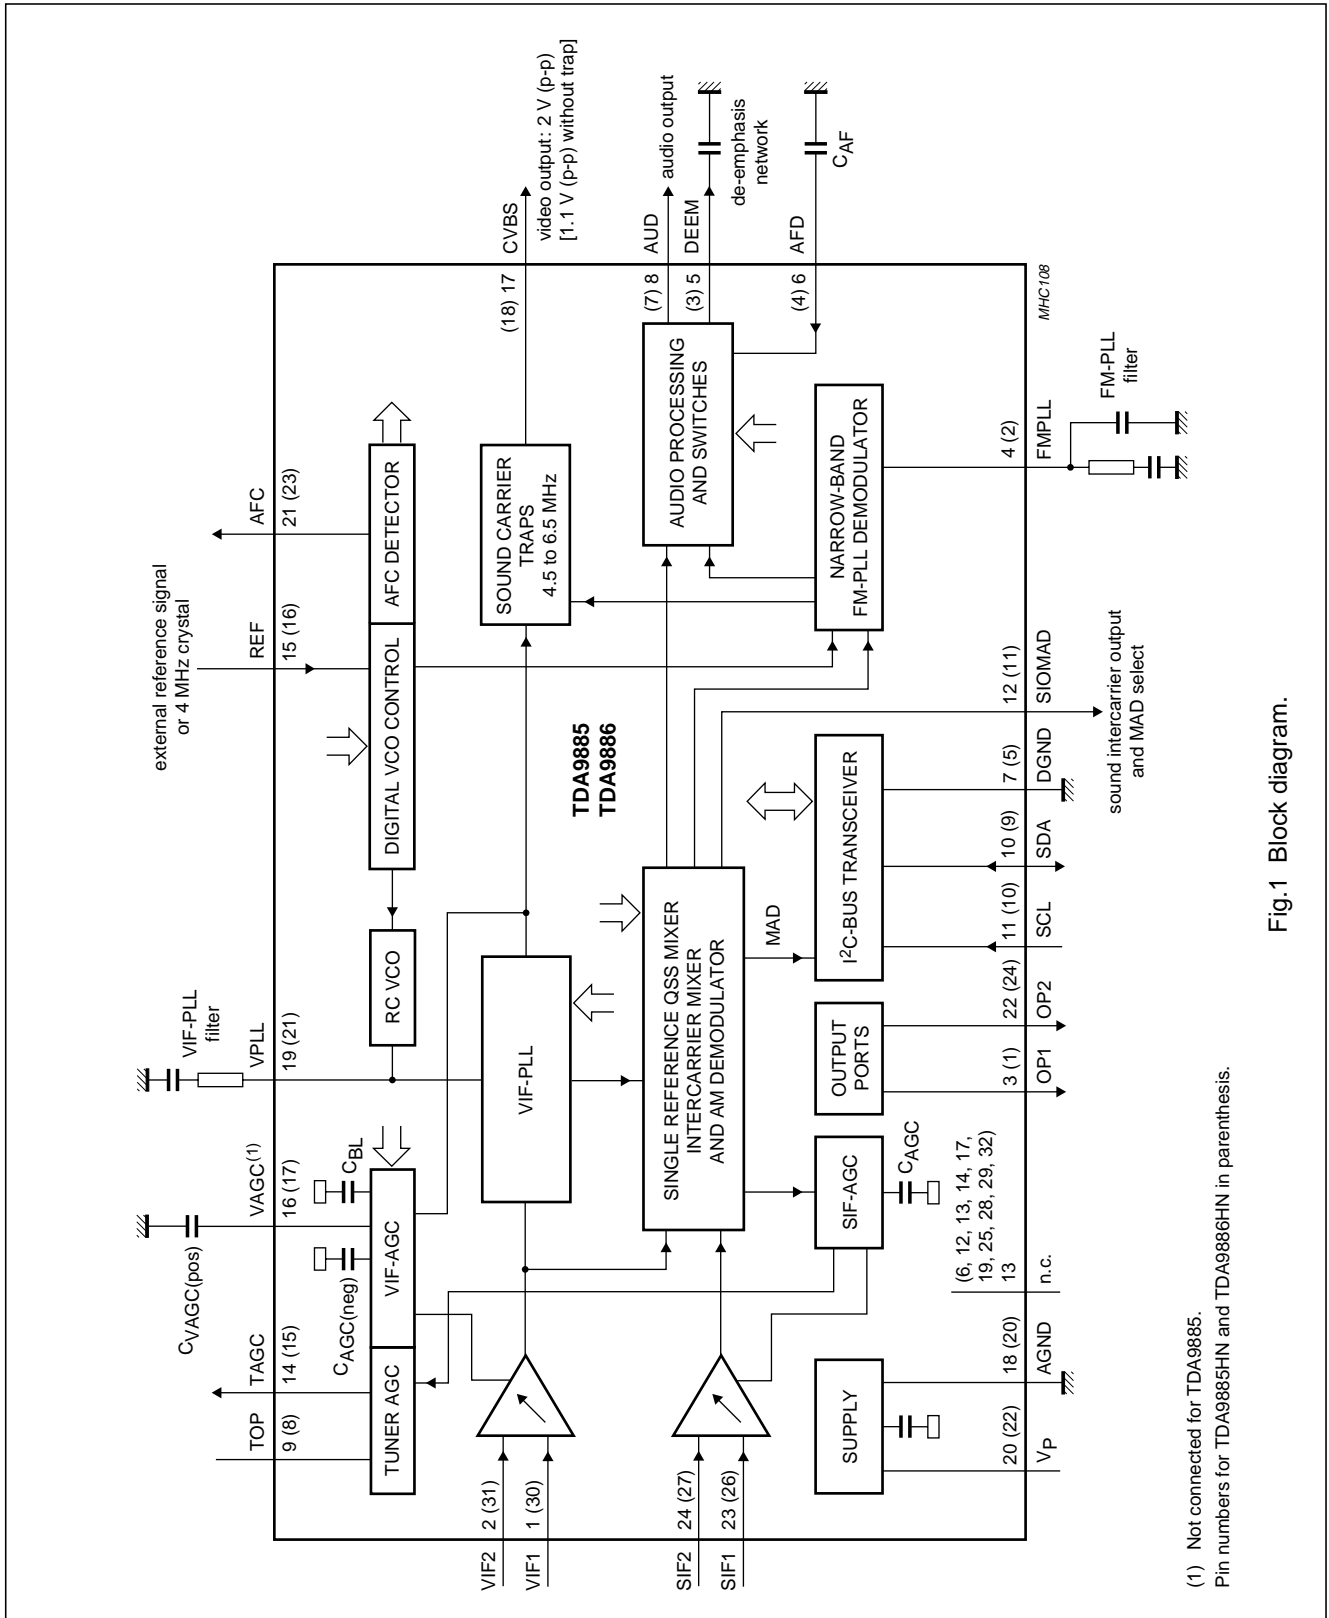 external reference signal
or 4 MHz crystal
VIF-PLL
filter
CVAGC(pos)
TOP
TAGC
VAGC(1)
VPLL
REF
AFC
9 (8)
14 (15)
16 (17)
19 (21)
15 (16)
21 (23)
CAGC(neg)
CBL
TUNER AGC
VIF-AGC
RC VCO
DIGITAL VCO CONTROL
AFC DETECTOR
VIF2
2 (31)
VIF1
1 (30)
VIF-PLL
SOUND CARRIER
TRAPS
4.5 to 6.5 MHz
(18) 17
CVBS
video output: 2 V (p-p)
[1.1 V (p-p) without trap]
TDA9885
TDA9886
SIF2
24 (27)
SIF1
23 (26)
SINGLE REFERENCE QSS MIXER
INTERCARRIER MIXER
AND AM DEMODULATOR
AUDIO PROCESSING
AND SWITCHES
(7) 8
AUD
audio output
(3) 5
DEEM
de-emphasis
network
MAD
(4) 6
AFD
CAF
SUPPLY
SIF-AGC
CAGC
OUTPUT
PORTS
I2C-BUS TRANSCEIVER
NARROW-BAND
FM-PLL DEMODULATOR
(6, 12, 13, 14, 17,
19, 25, 28, 29, 32)
20 (22)
18 (20)
13
3 (1)
22 (24)
11 (10)
10 (9)
7 (5)
12 (11)
4 (2)
VP
AGND
n.c.
OP1
OP2
SCL
SDA
DGND
SIOMAD
FMPLL
MHC108
sound intercarrier output
and MAD select
FM-PLL
filter
(1) Not connected for TDA9885.
Pin numbers for TDA9885HN and TDA9886HN in parenthesis.
Fig.1 Block diagram.